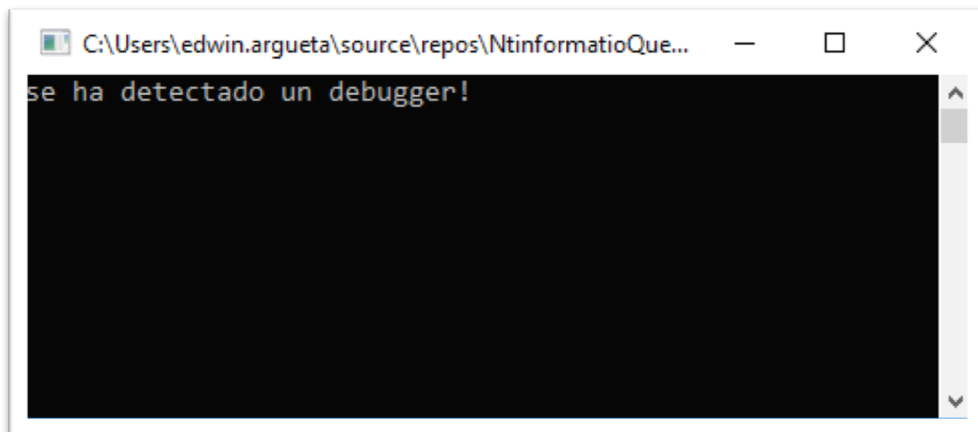 C:\Users\edwin.argueta\source\repos\NtinformatioQue...
se ha detectado un debugger!